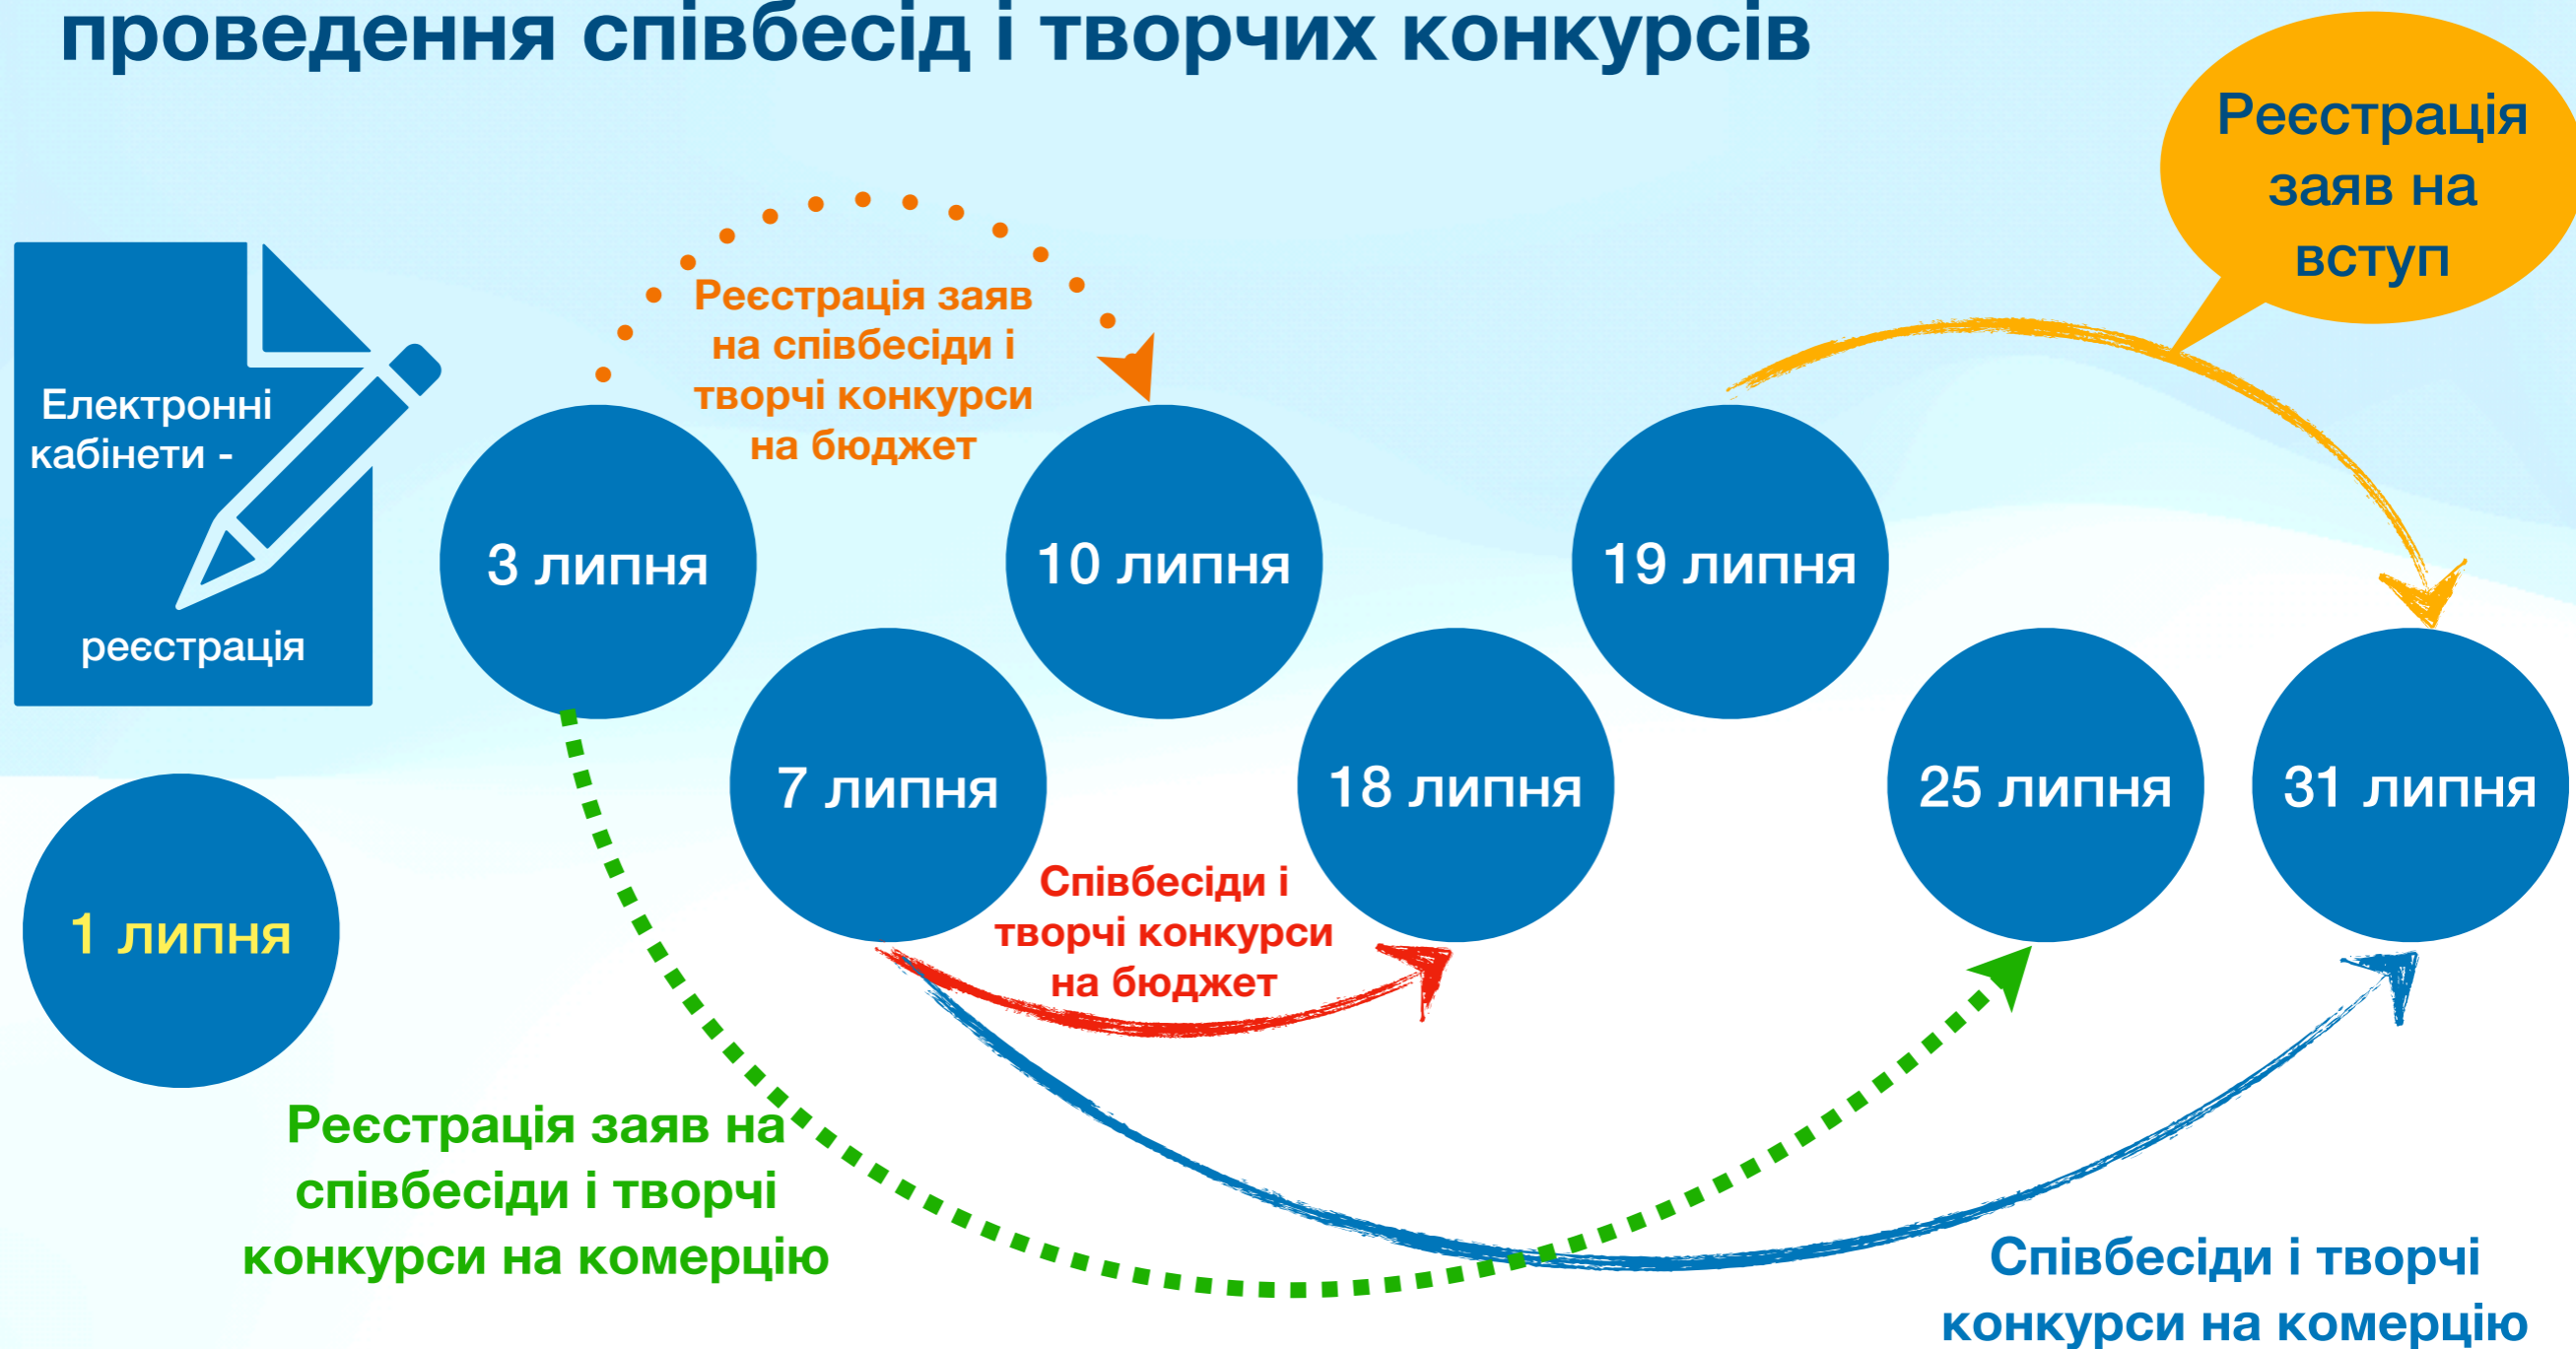 проведення співбесід і творчих конкурсів
Реєстрація
заяв на
вступ
Реєстрація заяв
на співбесіди і
творчі конкурси
на бюджет
Електронні
кабінети -
реєстрація
3 липня
10 липня
19 липня
7 липня
18 липня
25 липня
31 липня
1 липня
Співбесіди і
творчі конкурси
на бюджет
Реєстрація заяв на
співбесіди і творчі
конкурси на комерцію
Співбесіди і творчі
конкурси на комерцію